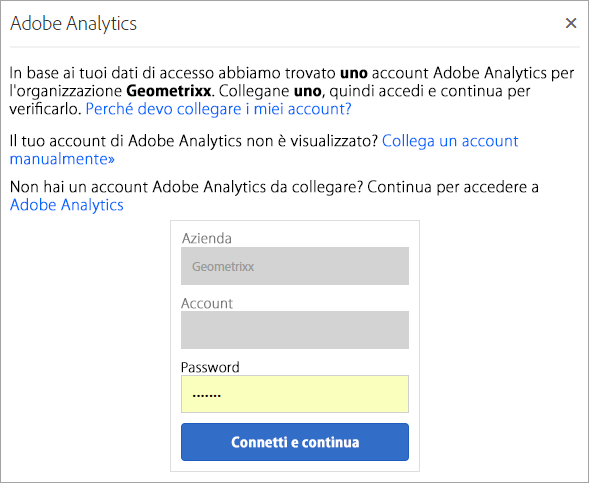 Adobe Analytics
In base ai tuoi dati di accesso abbiamo trovato uno account Adobe Analytics per
l'organizzazione Geometrixx. Collegane uno, quindi accedi e continua per
verificarlo. Perché devo collegare i miei account?
Il tuo account di Adobe Analytics non è visualizzato? Collega un account
manualmente»
Non hai un account Adobe Analytics da collegare? Continua per accedere a
Adobe Analytics
Azienda
Geometrixx
Account
Password
•••••••
Connetti e continua